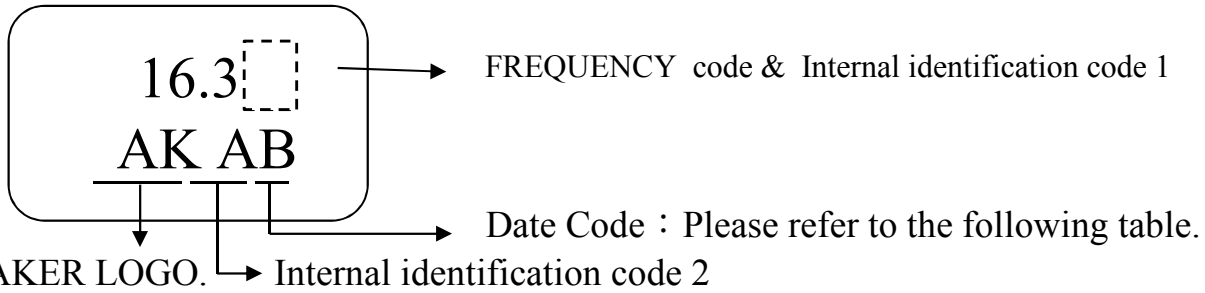 16.3
FREQUENCY code & Internal identification code 1
AK AB
Date Code：Please refer to the following table.
AKER LOGO.
Internal identification code 2